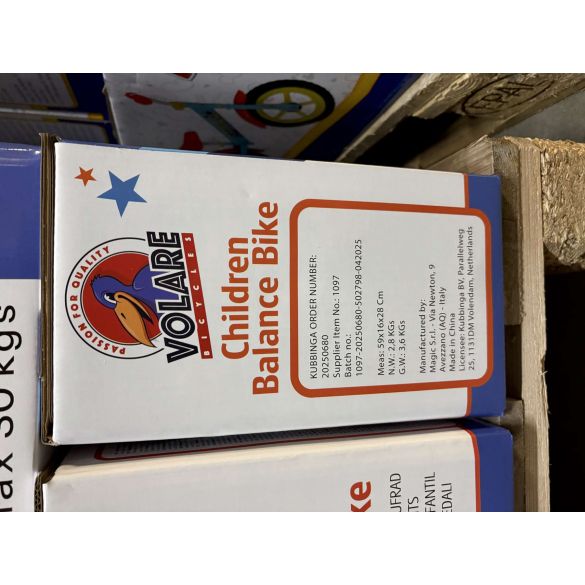 PASSION FOR QUALITY
VOLARE
BICYCLES
Children
Balance Bike
KUBBINGA ORDER NUMBER:
20250680
Supplier Item No.: 1097
Batch no.:
1097-20250680-502798-042025
Meas: 59x16x28 Cm
N.W.: 2,8 KGs
G.W.: 3,6 KGs
Manufactured by:
Magic S.r.l. - Via Newton, 9
Avezzano (AQ) - Italy
Made in China
Licensee Kubbinga BV, Parallelweg
25, 1131DM Volendam, Netherlands
ax 30 kgs
ke
UFRAD
TS
FANTIL
EDALI
EPAL